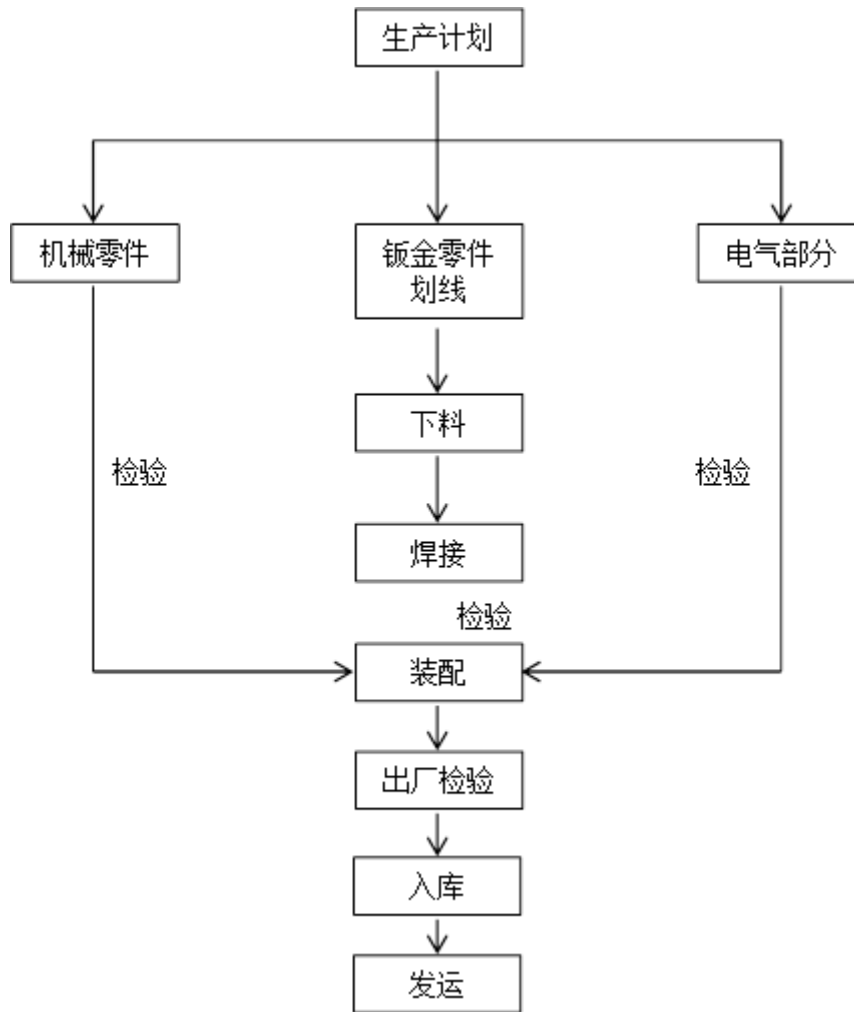 生产计划
机械零件
钣金零件
划线
电气部分
下料
检验
检验
焊接
检验
装配
出厂检验
入库
发运